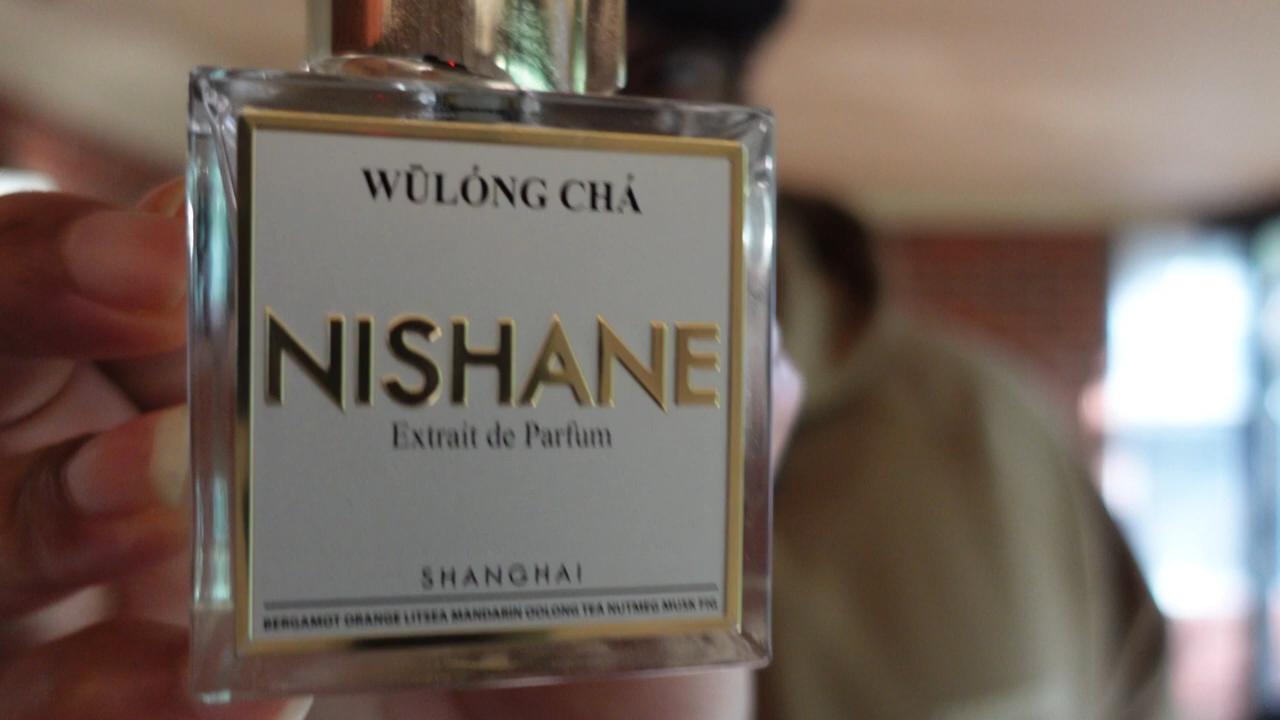 WŪLÓNG CHÁ
NISHANE
Extrait de Parfum
SHANGHAI
BERGAMOT ORANGE LITSEA MANDARIN OOLONG TEA NUTMEG MUSK FIG